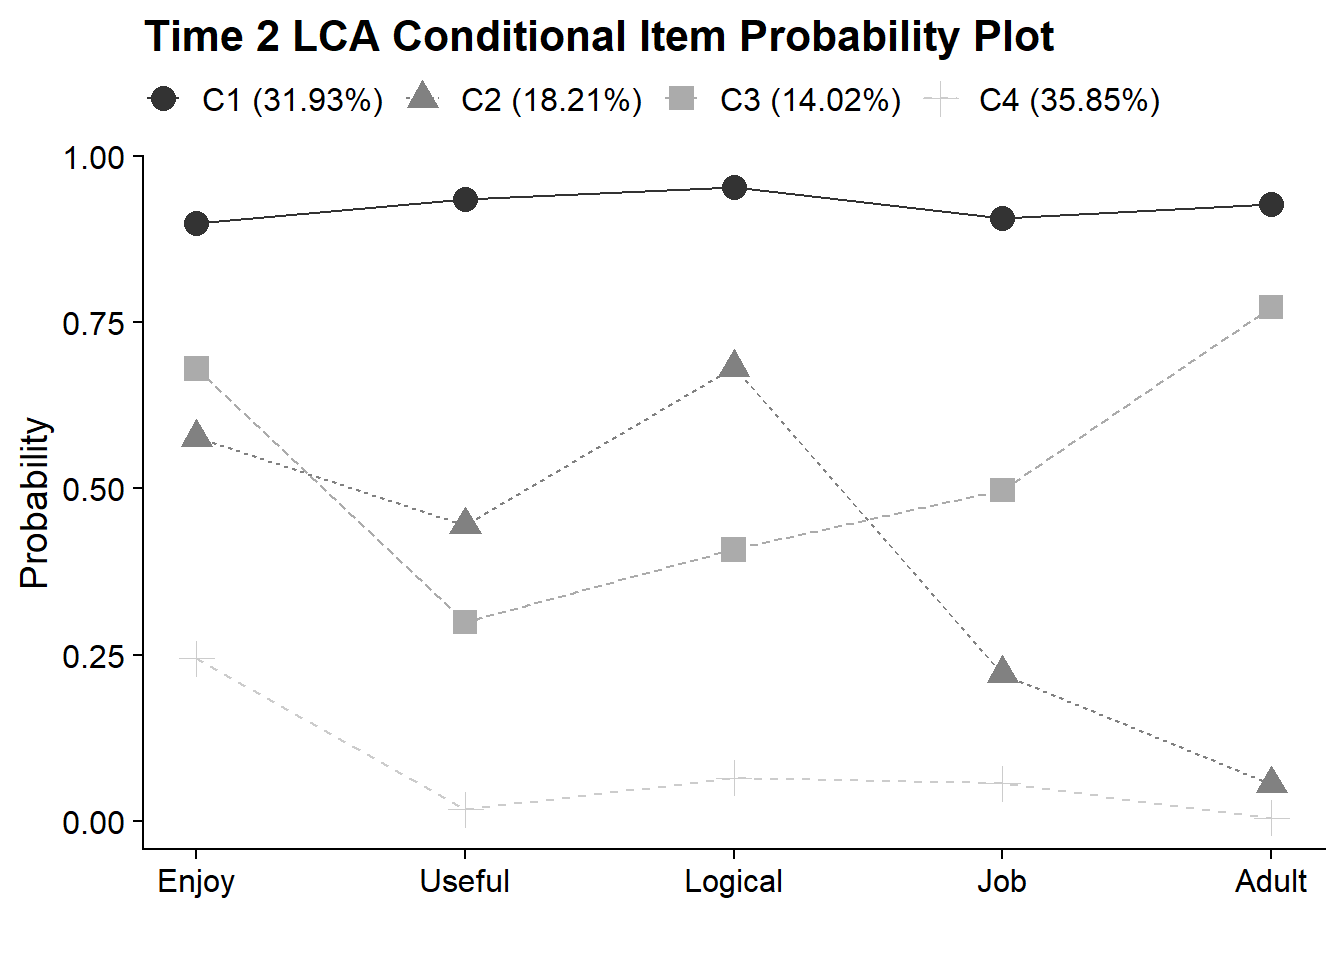 Time 2 LCA Conditional Item Probability Plot
C1 (31.93%) C2 (18.21%) C3 (14.02%) C4 (35.85%)
1.00
0.75
0.50
0.25
0.00
Probability
Enjoy Useful Logical Job Adult